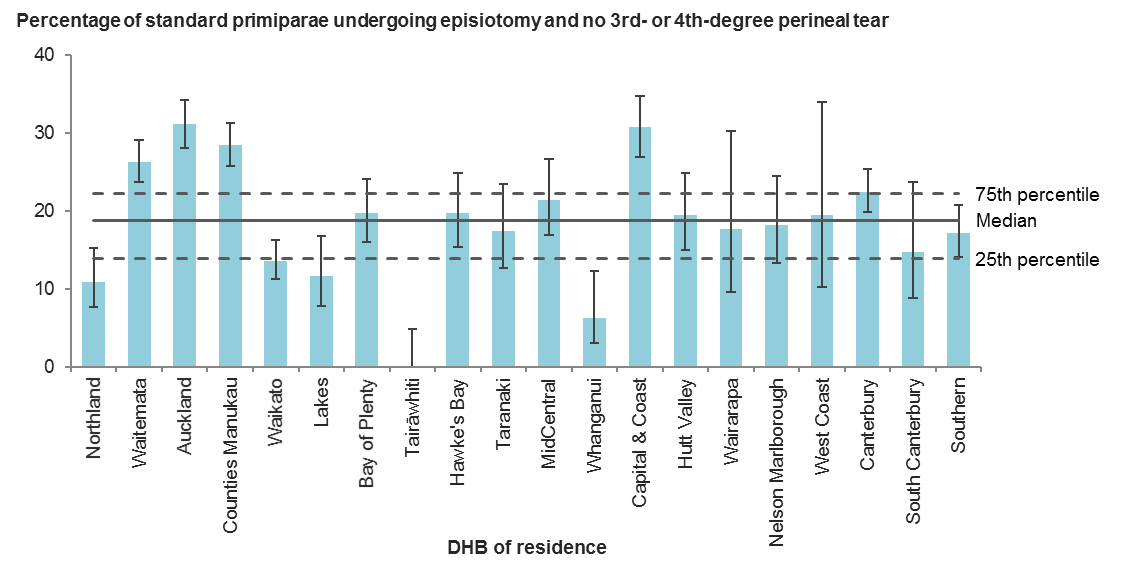 Percentage of standard primiparae undergoing episiotomy and no 3rd- or 4th-degree perineal tear
40
30
20
10
0
75th percentile
Median
25th percentile
Northland
Waitemata
Auckland
Counties Manukau
Waikato
Lakes
Bay of Plenty
Tairāwhiti
Hawke's Bay
Taranaki
MidCentral
Whanganui
Capital & Coast
Hutt Valley
Wairarapa
Nelson Marlborough
West Coast
Canterbury
South Canterbury
Southern
DHB of residence